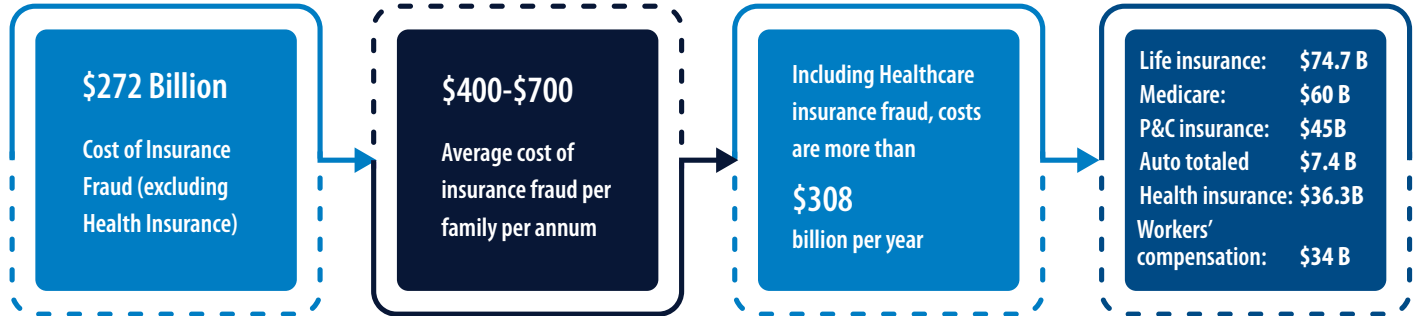 $272 Billion
Cost of Insurance
Fraud (excluding
Health Insurance)
$400-$700
Average cost of
insurance fraud per
family per annum
Including Healthcare
insurance fraud, costs
are more than
$308
billion per year
Life insurance: $74.7 B
Medicare: $60 B
P&C insurance: $45B
Auto totaled $7.4 B
Health insurance: $36.3B
Workers'
compensation: $34 B